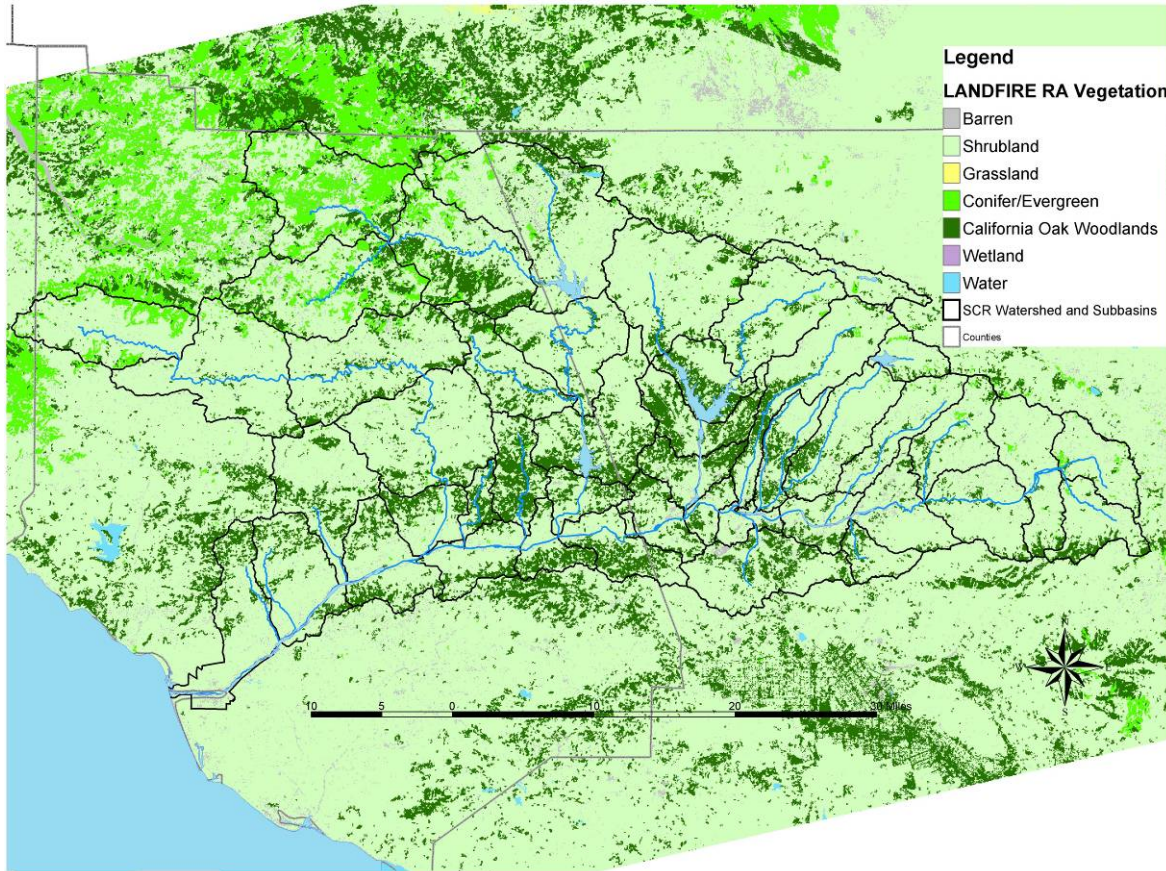 Legend
LANDFIRE RA Vegetation
Barren
Shrubland
Grassland
Conifer/Evergreen
California Oak Woodlands
Wetland
Water
SCR Watershed and Subbasins
Counties
N
W
S
10 5 0 10 20 30 Miles